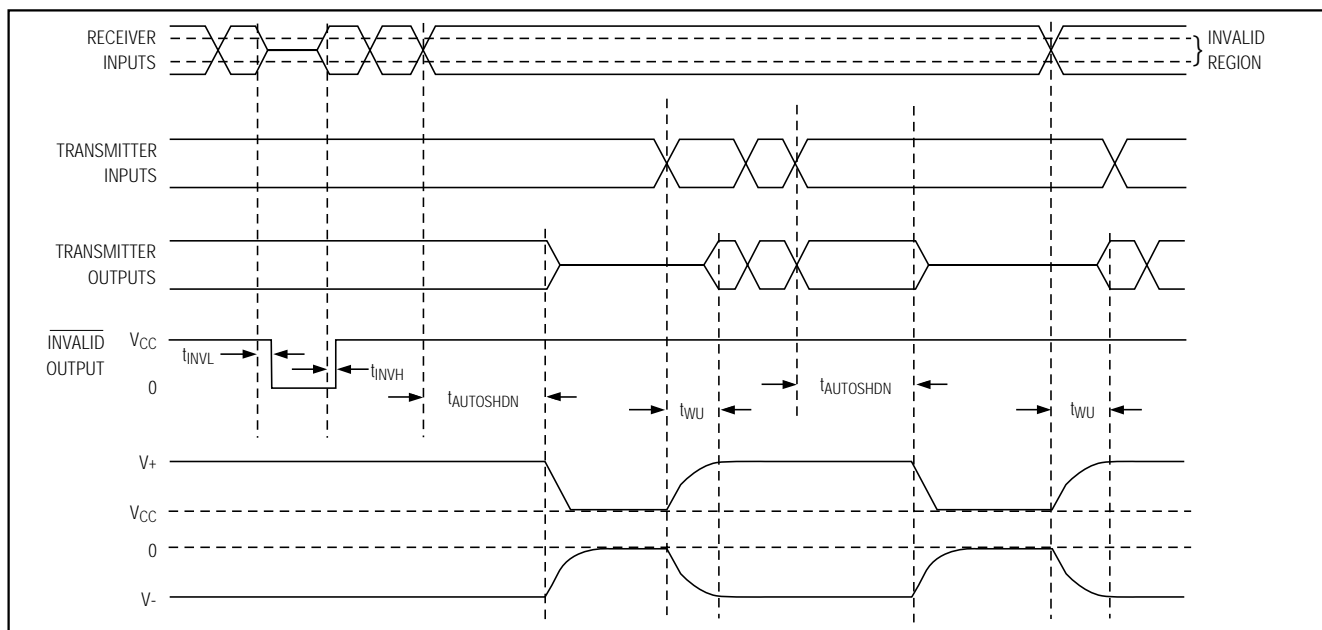 RECEIVER
INPUTS
} INVALID
REGION
TRANSMITTER
INPUTS
TRANSMITTER
OUTPUTS
INVALID
OUTPUT
VCC
0
tINVL
tINVH
tAUTOSHDN
tWU
tAUTOSHDN
tWU
V+
VCC
0
V-